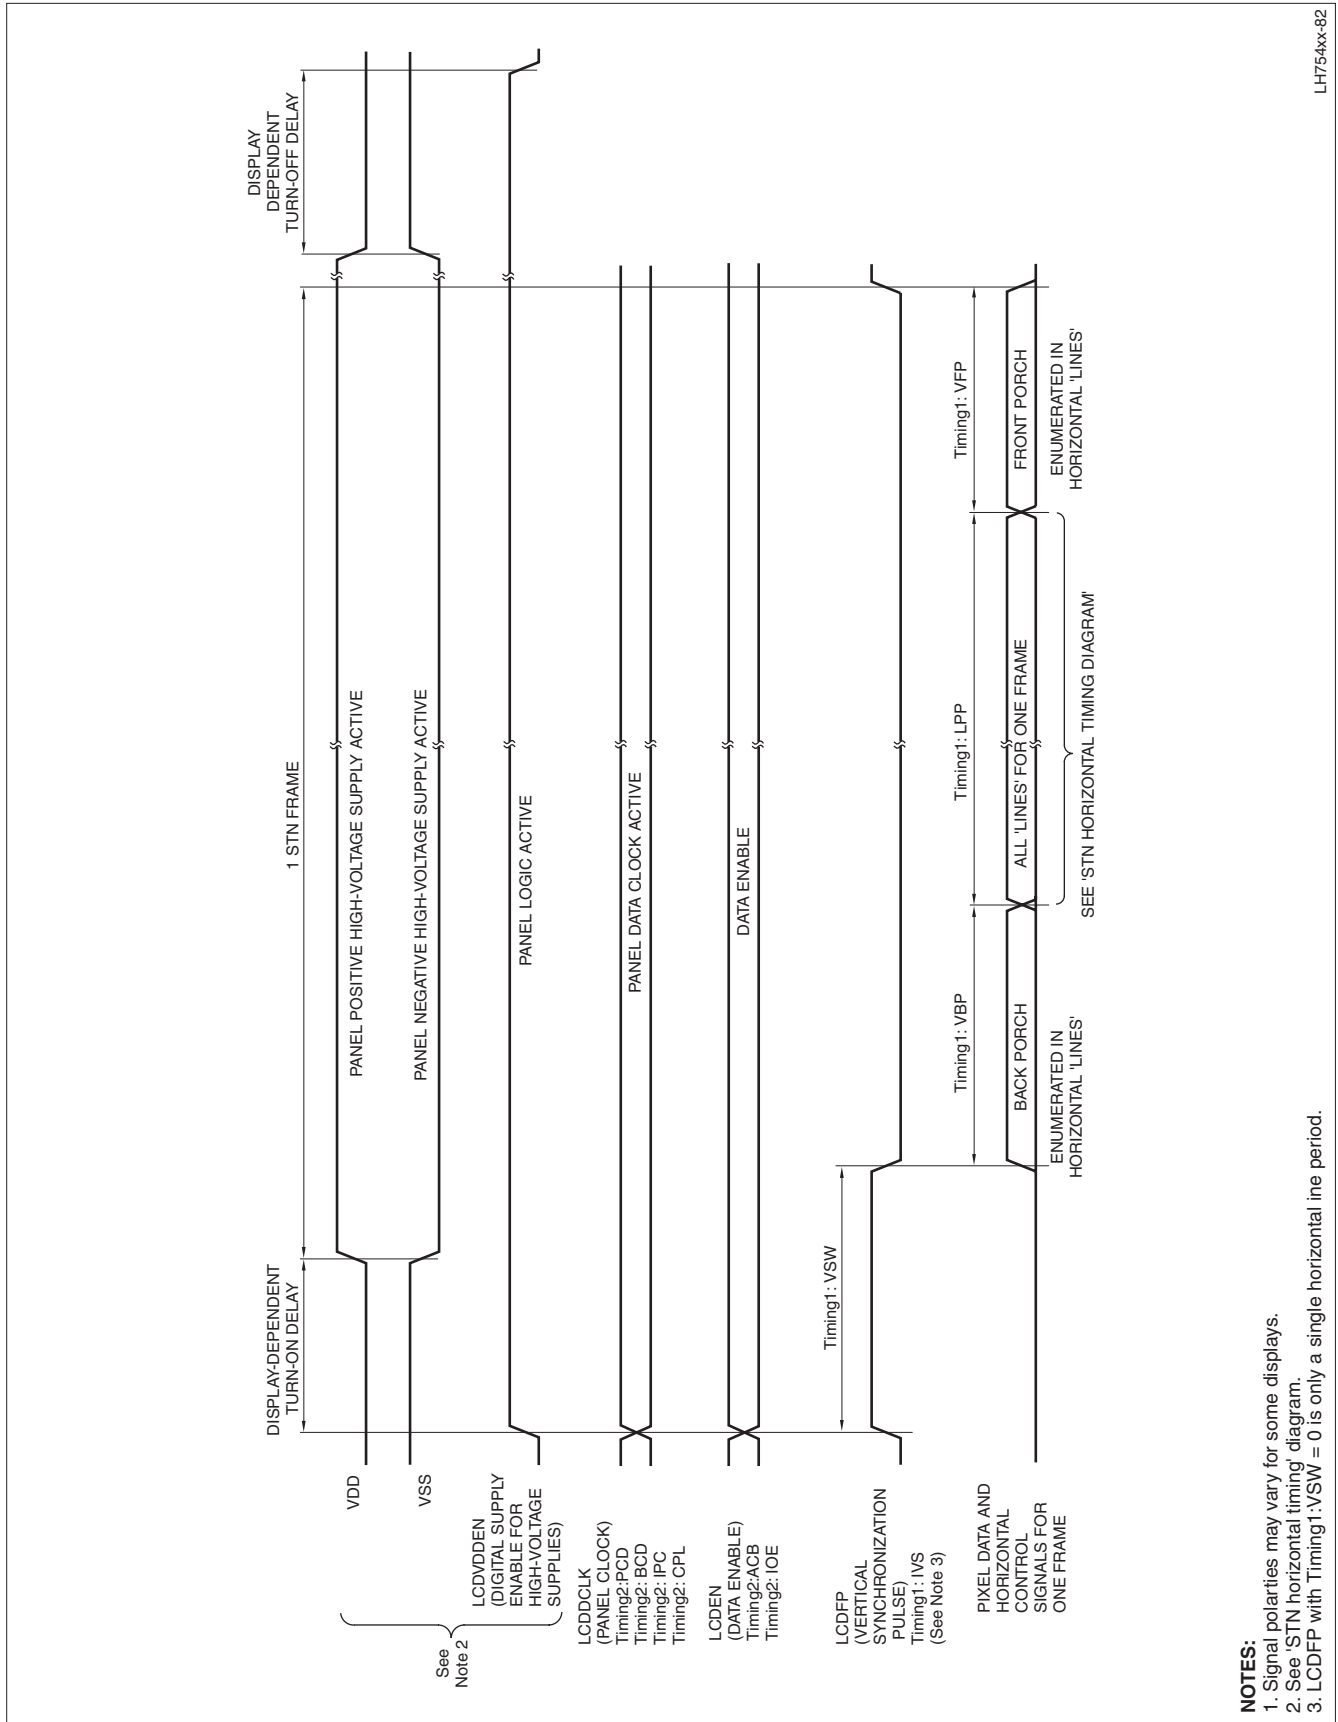 DISPLAY-DEPENDENT
TURN-ON DELAY
1 STN FRAME
DISPLAY
DEPENDENT
TURN-OFF DELAY
VDD
PANEL POSITIVE HIGH-VOLTAGE SUPPLY ACTIVE
VSS
PANEL NEGATIVE HIGH-VOLTAGE SUPPLY ACTIVE
See
Note 2
LCDVDDEN
(DIGITAL SUPPLY
ENABLE FOR
HIGH-VOLTAGE
SUPPLIES)
PANEL LOGIC ACTIVE
LCDDCLK
(PANEL CLOCK)
Timing2:PCD
Timing2: BCD
Timing2: IPC
Timing2: CPL
PANEL DATA CLOCK ACTIVE
LCDEN
(DATA ENABLE)
Timing2:ACB
Timing2: IOE
DATA ENABLE
Timing1: VSW
LCDFP
(VERTICAL
SYNCHRONIZATION
PULSE)
Timing1: IVS
(See Note 3)
Timing1: VBP
Timing1: LPP
Timing1: VFP
PIXEL DATA AND
HORIZONTAL
CONTROL
SIGNALS FOR
ONE FRAME
BACK PORCH
ALL 'LINES' FOR ONE FRAME
FRONT PORCH
ENUMERATED IN
HORIZONTAL 'LINES'
SEE 'STN HORIZONTAL TIMING DIAGRAM'
ENUMERATED IN
HORIZONTAL 'LINES'
NOTES:
1. Signal polarties may vary for some displays.
2. See 'STN horizontal timing' diagram.
3. LCDFP with Timing1:VSW = 0 is only a single horizontal ine period.
LH754xx-82